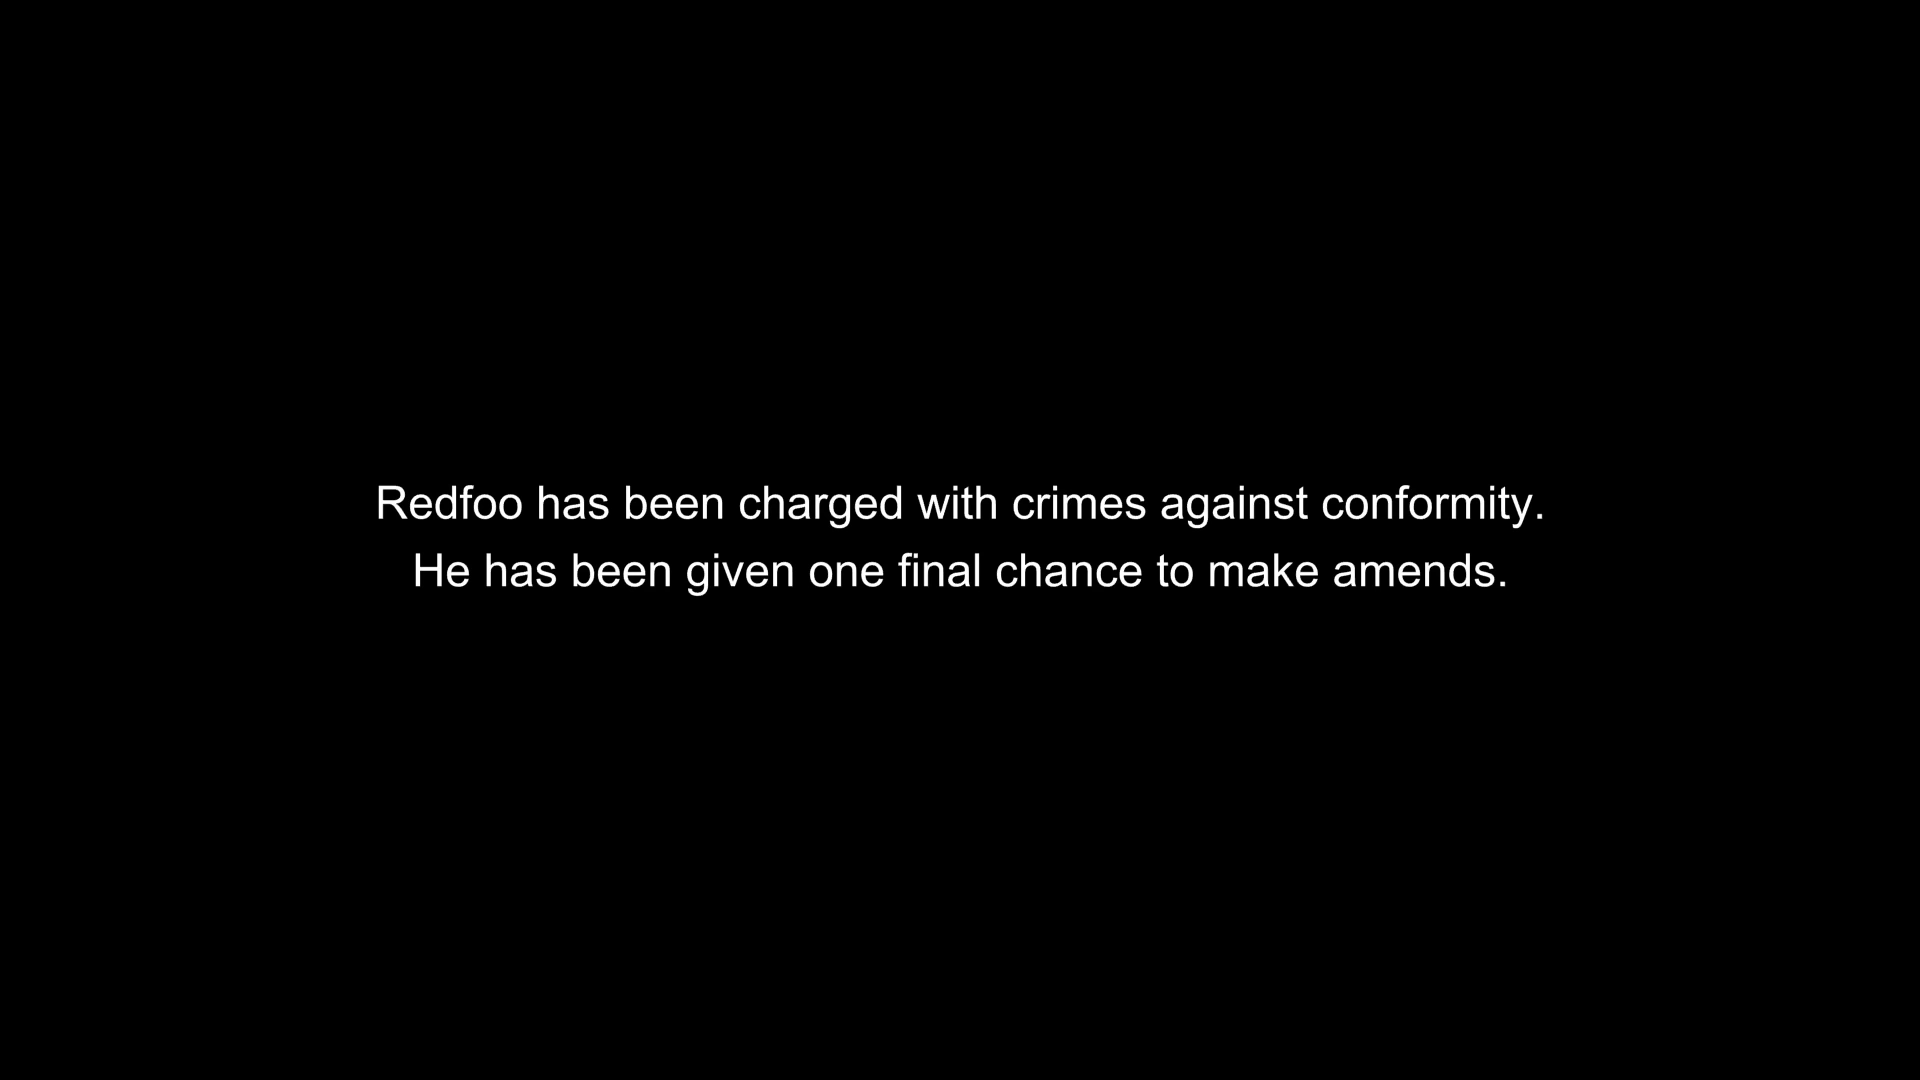 Redfoo has been charged with crimes against conformity.
He has been given one final chance to make amends.